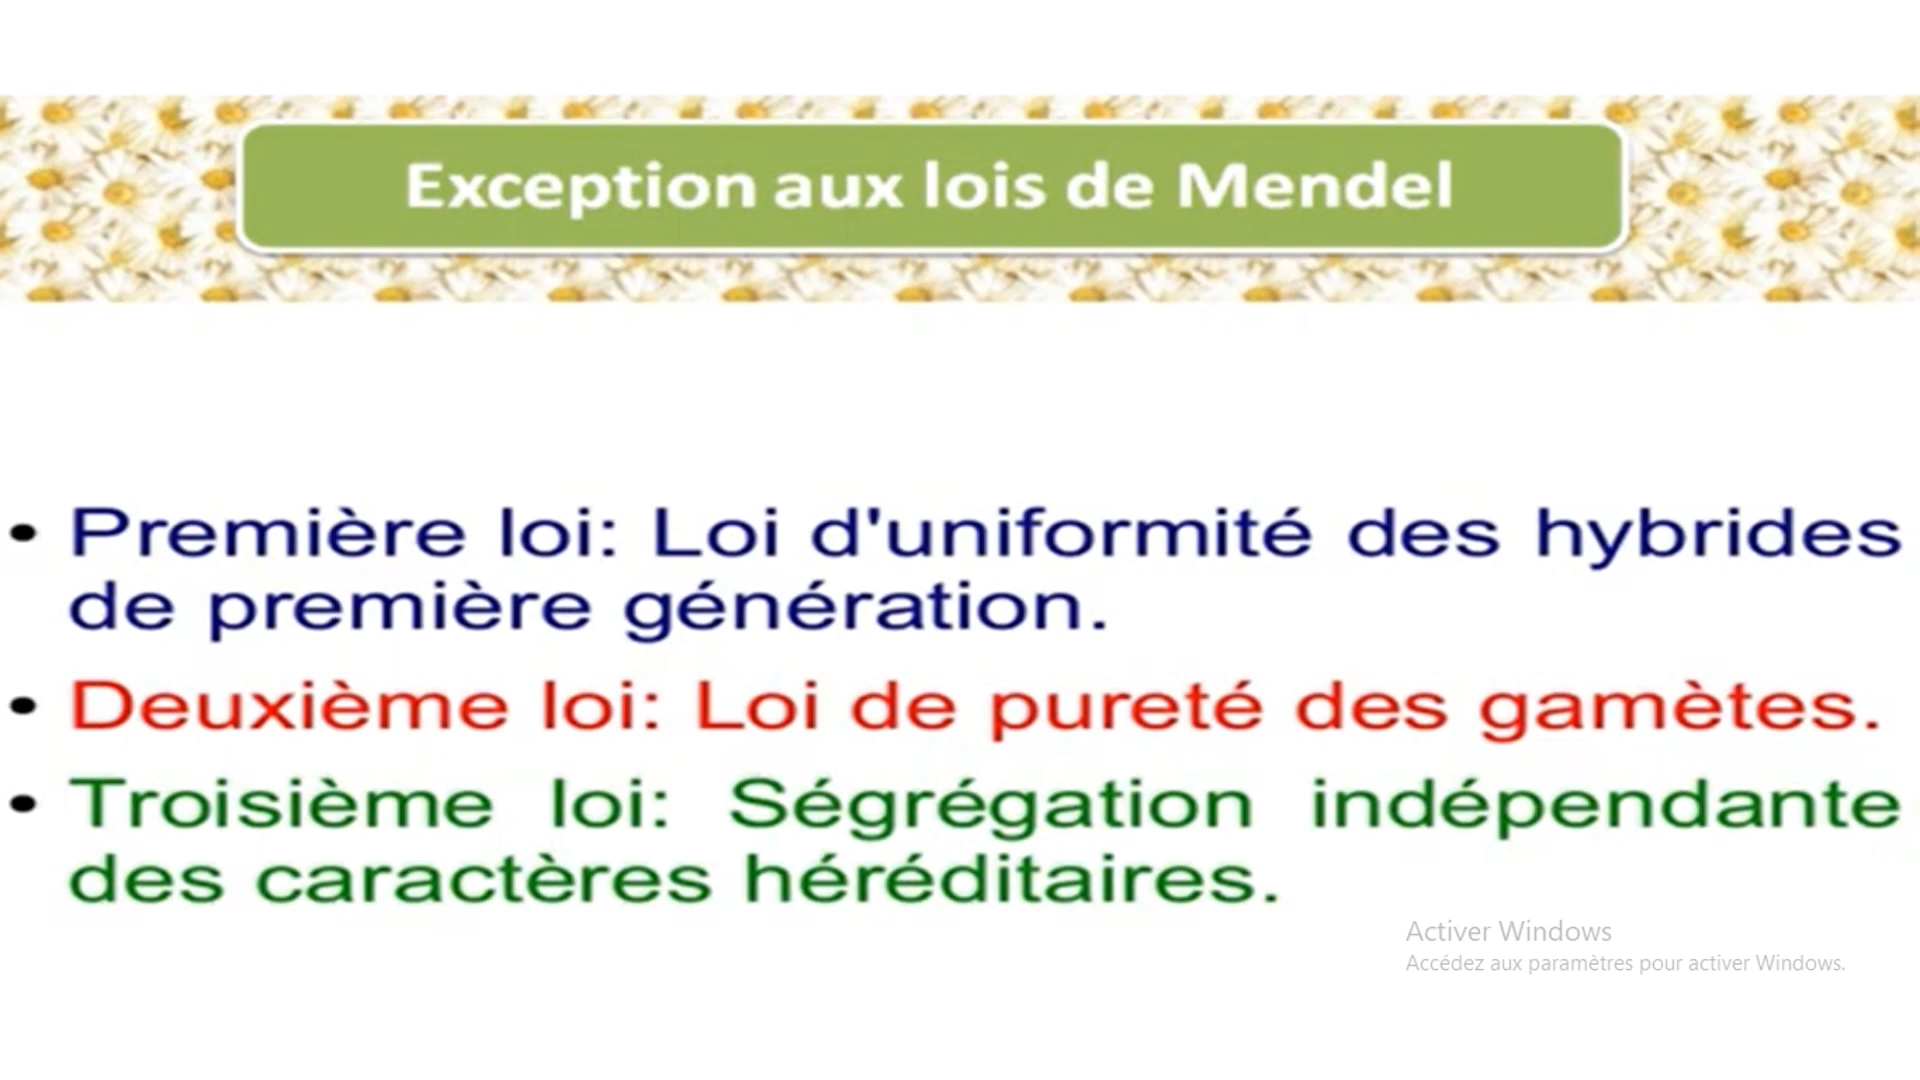 Exception aux lois de Mendel
• Première loi: Loi d'uniformité des hybrides
de première génération.
• Deuxième loi: Loi de pureté des gamètes.
• Troisième loi: Ségrégation indépendante
des caractères héréditaires.
Activer Windows
Accédez aux paramètres pour activer Windows.